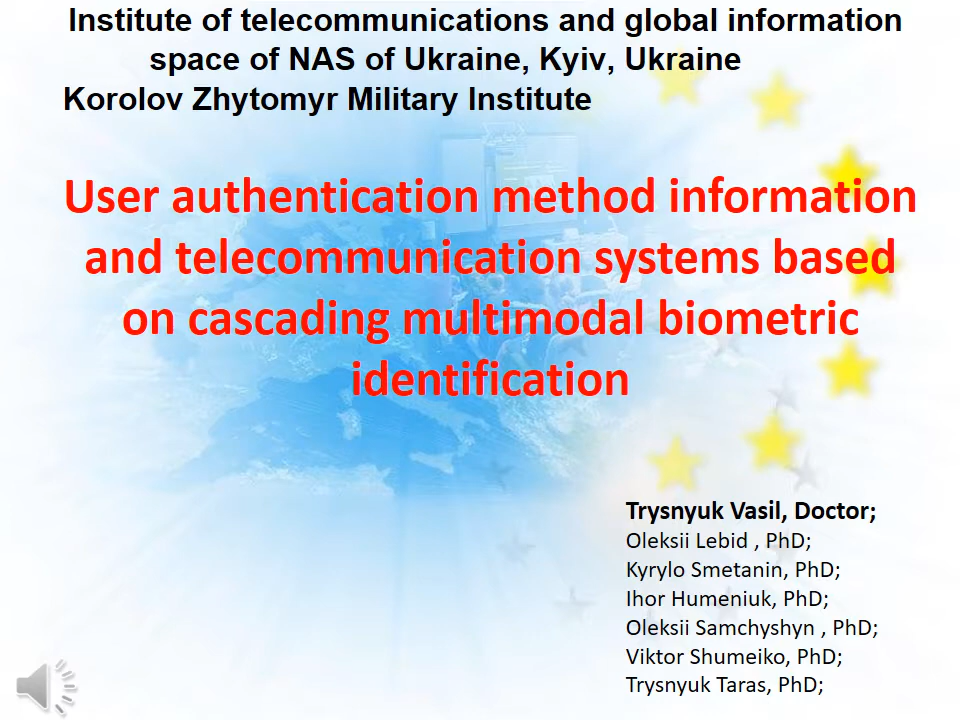 Institute of telecommunications and global information
space of NAS of Ukraine, Kyiv, Ukraine
Korolov Zhytomyr Military Institute
User authentication method information
and telecommunication systems based
on cascading multimodal biometric
identification
Trysnyuk Vasil, Doctor;
Oleksii Lebid , PhD;
Kyrylo Smetanin, PhD;
Ihor Humeniuk, PhD;
Oleksii Samchyshyn , PhD;
Viktor Shumeiko, PhD;
Trysnyuk Taras, PhD;